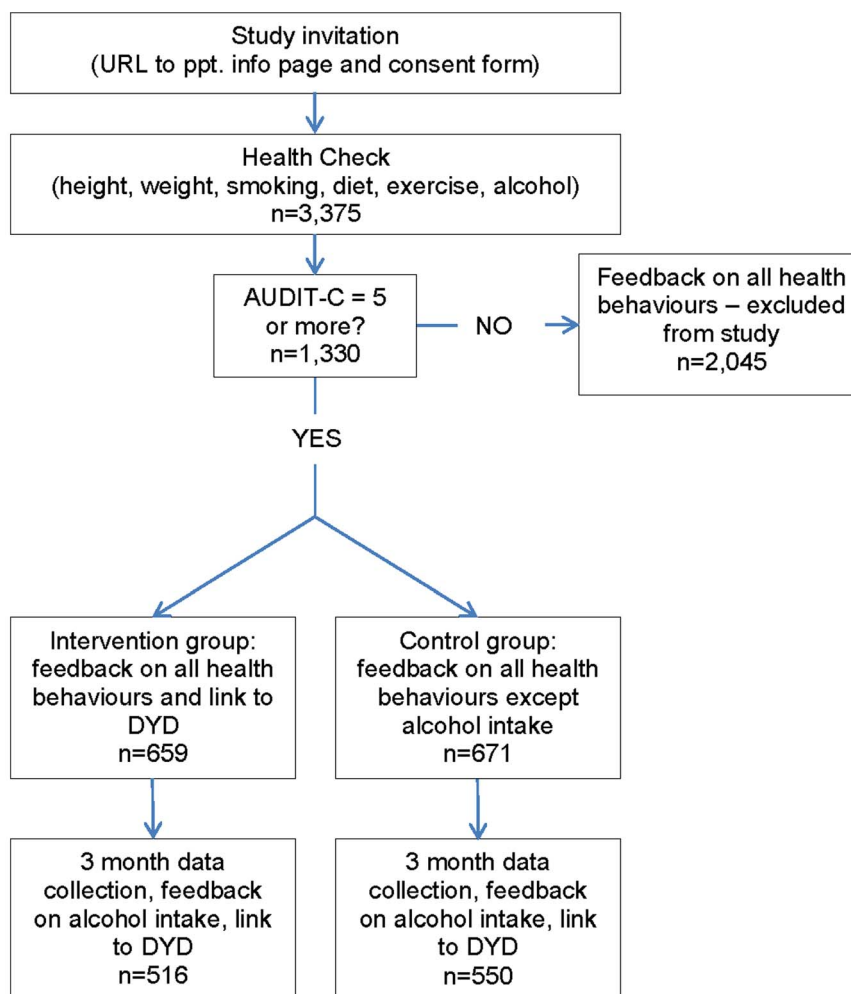 Study invitation
(URL to ppt. info page and consent form)
Health Check
(height, weight, smoking, diet, exercise, alcohol)
n=3,375
AUDIT-C = 5
or more?
n=1,330
NO
Feedback on all health
behaviours – excluded
from study
n=2,045
YES
Intervention group:
feedback on all health
behaviours and link to
DYD
n=659
Control group:
feedback on all health
behaviours except
alcohol intake
n=671
3 month data
collection, feedback
on alcohol intake, link
to DYD
n=516
3 month data
collection, feedback
on alcohol intake, link
to DYD
n=550